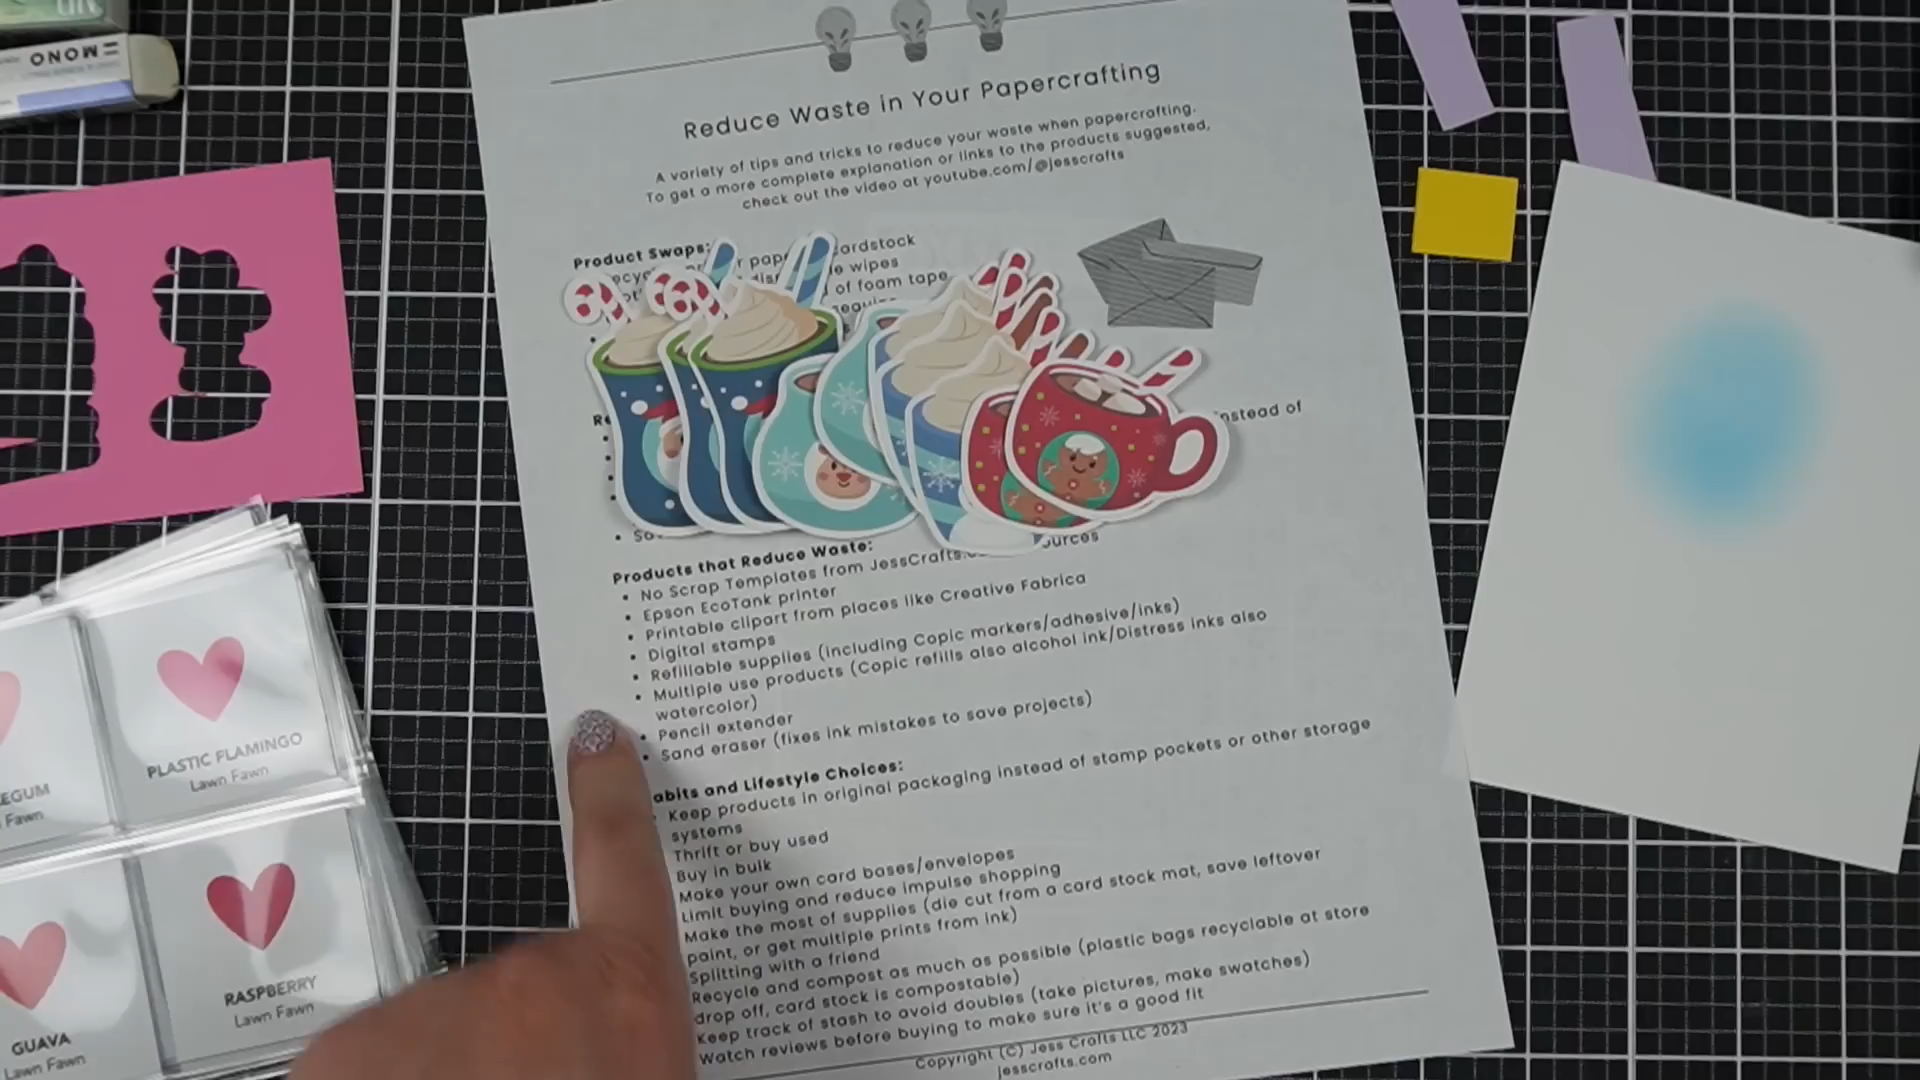 MONO
Reduce Waste in Your Papercrafting
A variety of tips and tricks to reduce your waste when papercrafting.
To get a more complete explanation or links to the products suggested,
check out the video at youtube.com/@jesscrafts
Product Swaps:
wipes
of foam tape
instead of
Products that Reduce Waste:
• No Scrap Templates from JessCrafts.
• Epson EcoTank printer
• Printable clipart from places like Creative Fabrica
• Digital stamps
• Refillable supplies (including Copic markers/adhesive/inks)
• Multiple use products (Copic refills also alcohol ink/Distress inks also
watercolor)
• Pencil extender
• Sand eraser (fixes ink mistakes to save projects)
abits and Lifestyle Choices:
• Keep products in original packaging instead of stamp pockets or other storage
systems
Thrift or buy used
Buy in bulk
Make your own card bases/envelopes
Limit buying and reduce impulse shopping
Make the most of supplies (die cut from a card stock mat, save leftover
paint, or get multiple prints from ink)
Splitting with a friend
Recycle and compost as much as possible (plastic bags recyclable at store
drop off, card stock is compostable)
Keep track of stash to avoid doubles (take pictures, make swatches)
Watch reviews before buying to make sure it's a good fit
Copyright (C) Jess Crafts LLC 2023
jesscrafts.com
EGUM
Fawn
PLASTIC FLAMINGO
Lawn Fawn
GUAVA
Lawn Fawn
RASPBERRY
Lawn Fawn